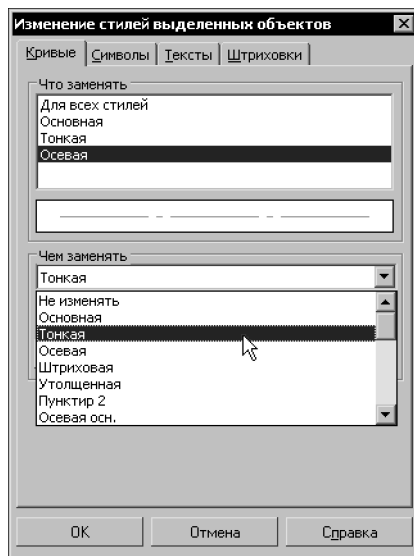 Изменение стилей выделенных объектов
Кривые Символы Тексты Штриховки
Что заменять
Для всех стилей
Основная
Тонкая
Осевая
Чем заменять
Тонкая
Не изменять
Основная
Тонкая
Осевая
Штриховая
Утолщенная
Пунктир 2
Осевая осн.
OK Отмена Справка